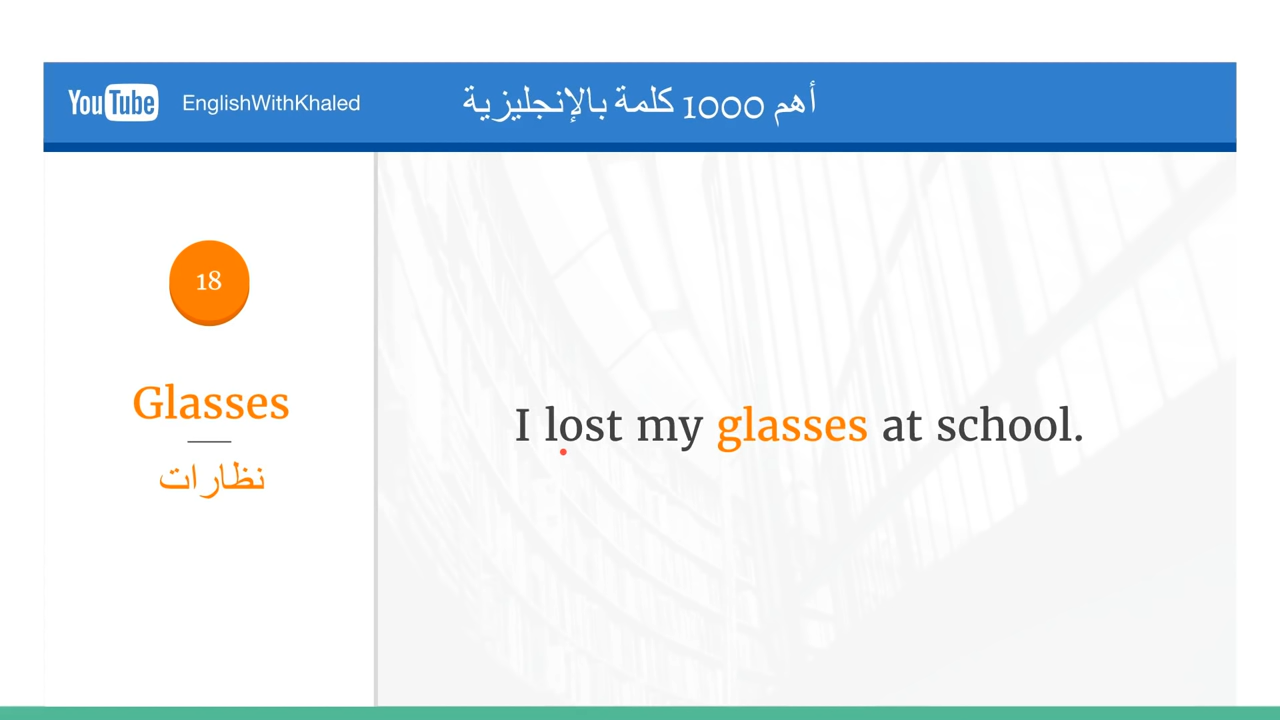 YouTube EnglishWithKhaled
أهم 1000 كلمة بالإنجليزية
18
Glasses
نظارات
I lost my glasses at school.